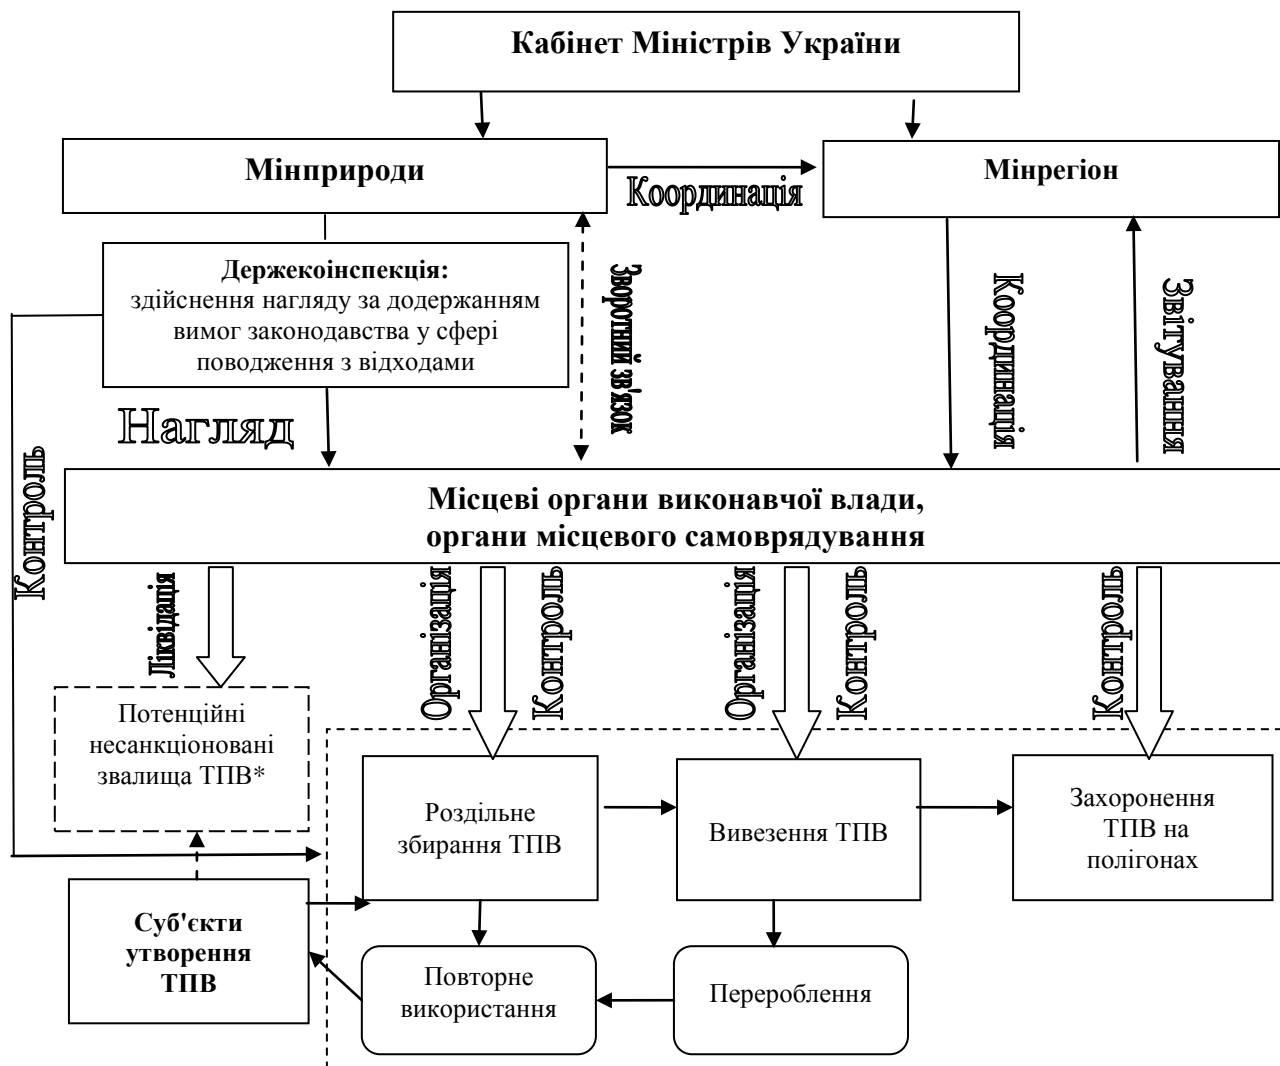 Кабінет Міністрів України
Мінприроди
Координація
Мінрегіон
Держекоінспекція:
здійснення нагляду за додержанням
вимог законодавства у сфері
поводження з відходами
Зворотний зв'язок
Координація
Звітування
Нагляд
Контроль
Місцеві органи виконавчої влади,
органи місцевого самоврядування
Ліквідація
Організація
Контроль
Організація
Контроль
Контроль
Потенційні
несанкціоновані
звалища ТПВ*
Роздільне
збирання ТПВ
Вивезення ТПВ
Захоронення
ТПВ на
полігонах
Суб'єкти
утворення
ТПВ
Повторне
використання
Перероблення